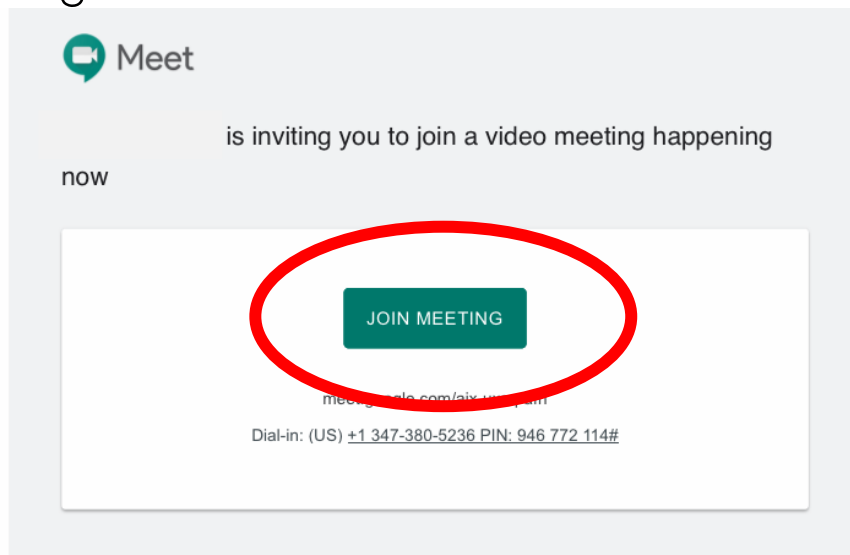 Meet
is inviting you to join a video meeting happening
now
JOIN MEETING
Dial-in: (US) +1 347-380-5236 PIN: 946 772 114#